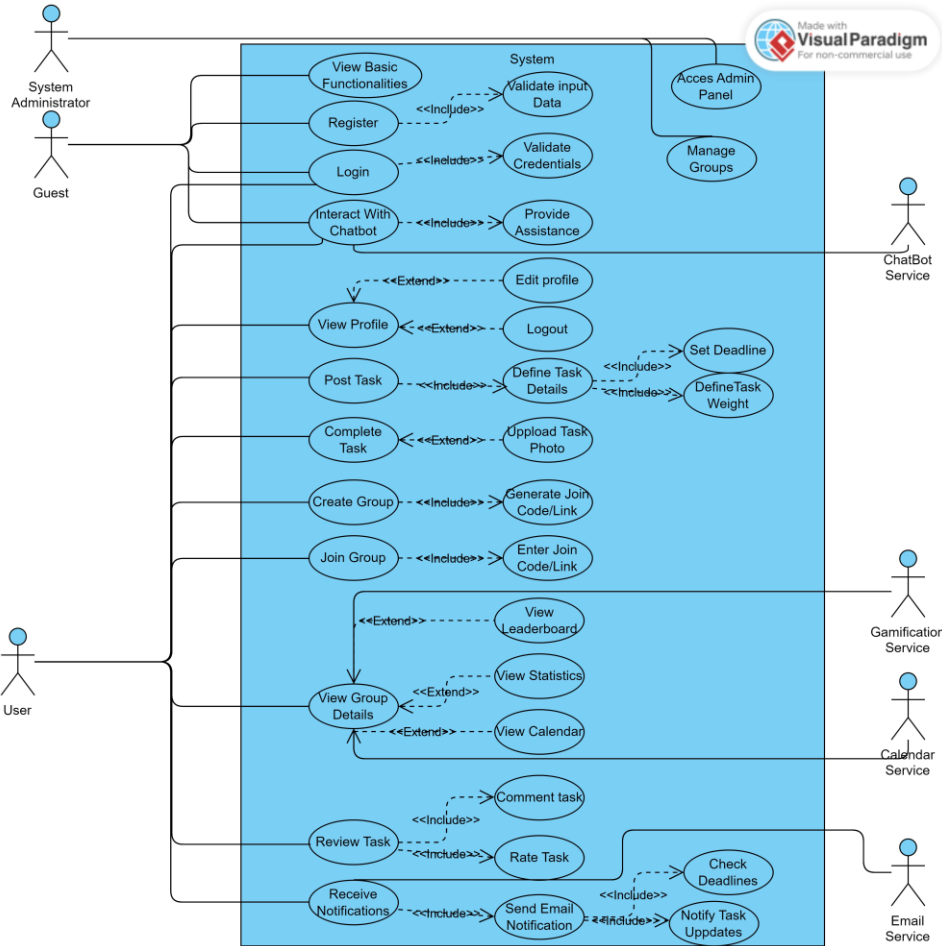 Made with
Visual Paradigm
For non-commercial use
System
Administrator
Guest
User
System
View Basic
Functionalities
Register
<<Include>>
Validate input
Data
Login
<<Include>>
Validate
Credentials
Acces Admin
Panel
Manage
Groups
Interact With
Chatbot
<<Include>>
Provide
Assistance
ChatBot
Service
<<Extend>>
Edit profile
View Profile
<<Extend>>
Logout
Post Task
<<Include>>
Define Task
Details
<<Include>>
Set Deadline
<<Include>>
DefineTask
Weight
Complete
Task
<<Extend>>
Uppload Task
Photo
Create Group
<<Include>>
Generate Join
Code/Link
Join Group
<<Include>>
Enter Join
Code/Link
<<Extend>>
View
Leaderboard
Gamification
Service
View Group
Details
<<Extend>>
View Statistics
<<Extend>>
View Calendar
Calendar
Service
Review Task
<<Include>>
Comment task
<<Include>>
Rate Task
Receive
Notifications
<<Include>>
Send Email
Notification
<<Include>>
Check
Deadlines
<<Include>>
Notify Task
Uppdates
Email
Service